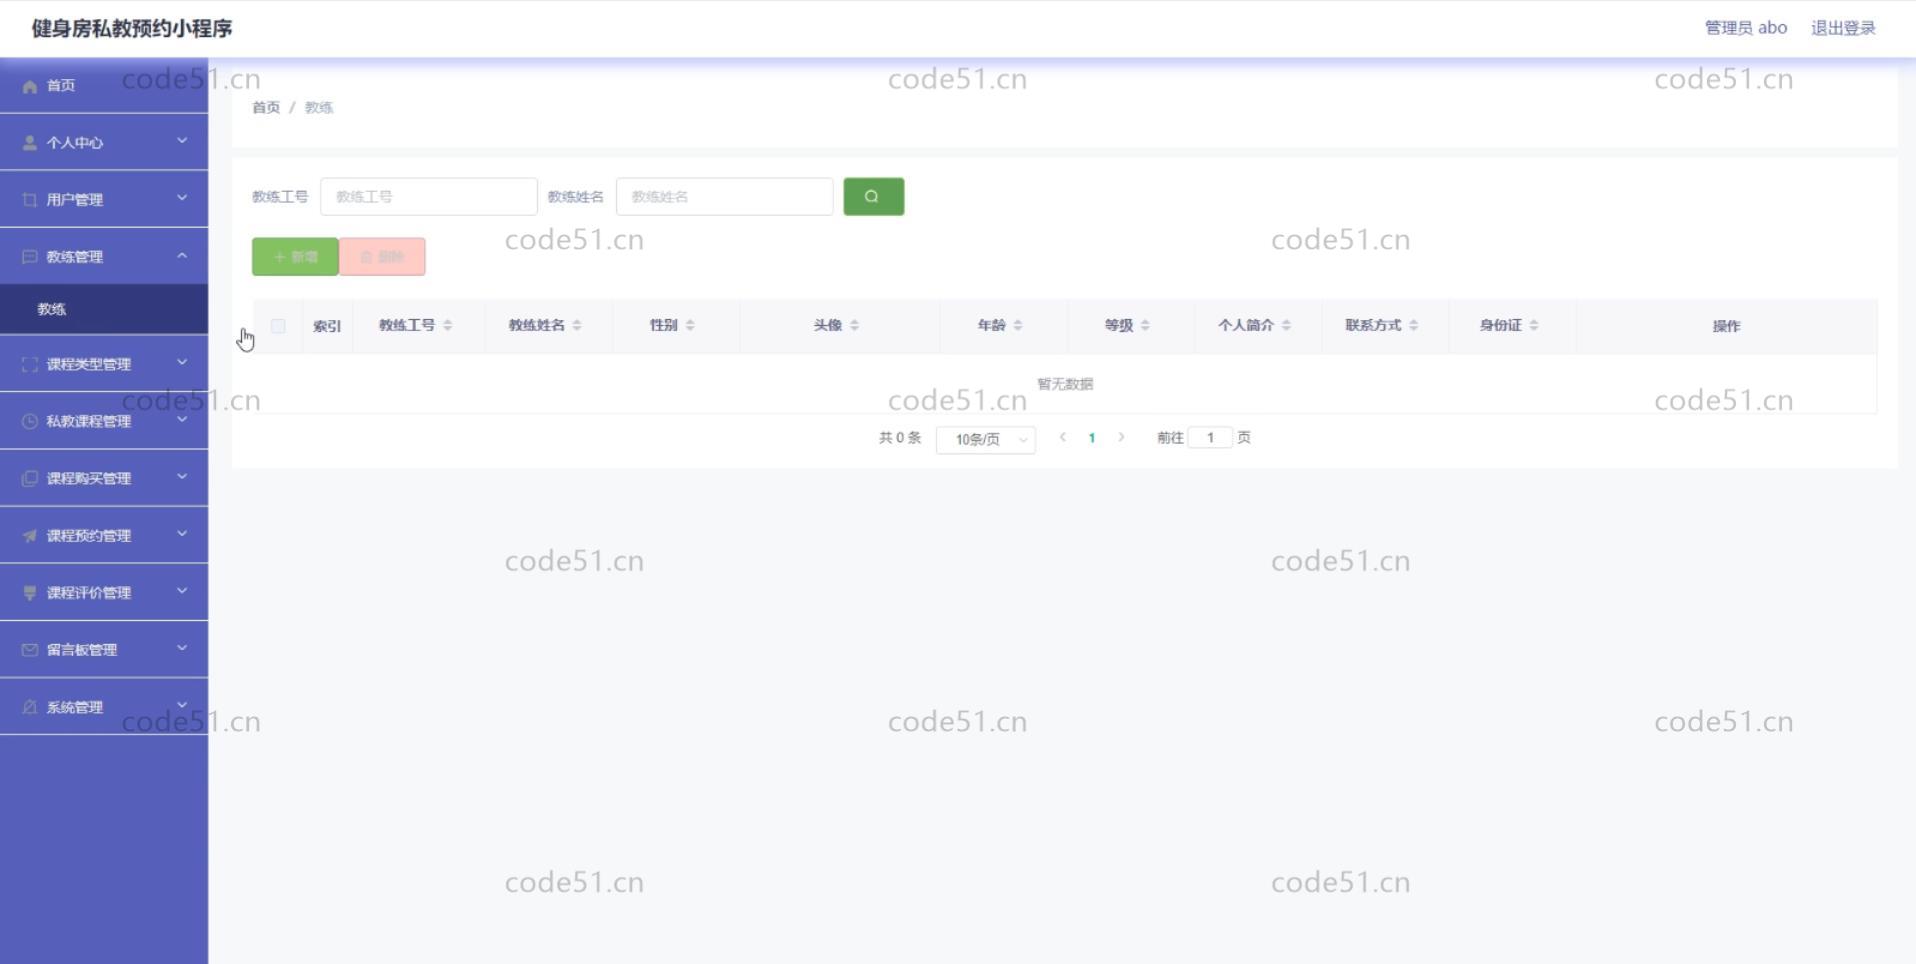 健身房私教预约小程序
管理员 abo 退出登录
首页
个人中心
用户管理
教练管理
教练
课程类型管理
私教课程管理
课程购买管理
课程预约管理
课程评价管理
留言板管理
系统管理
首页 / 教练
教练工号 教练工号 教练姓名 教练姓名
+ 新增 删除
索引 教练工号 教练姓名 性别 头像 年龄 等级 个人简介 联系方式 身份证 操作
暂无数据
共 0 条 10条/页 < 1 > 前往 1 页
code51.cn code51.cn code51.cn
code51.cn code51.cn
code51.cn code51.cn code51.cn
code51.cn code51.cn
code51.cn code51.cn code51.cn
code51.cn code51.cn